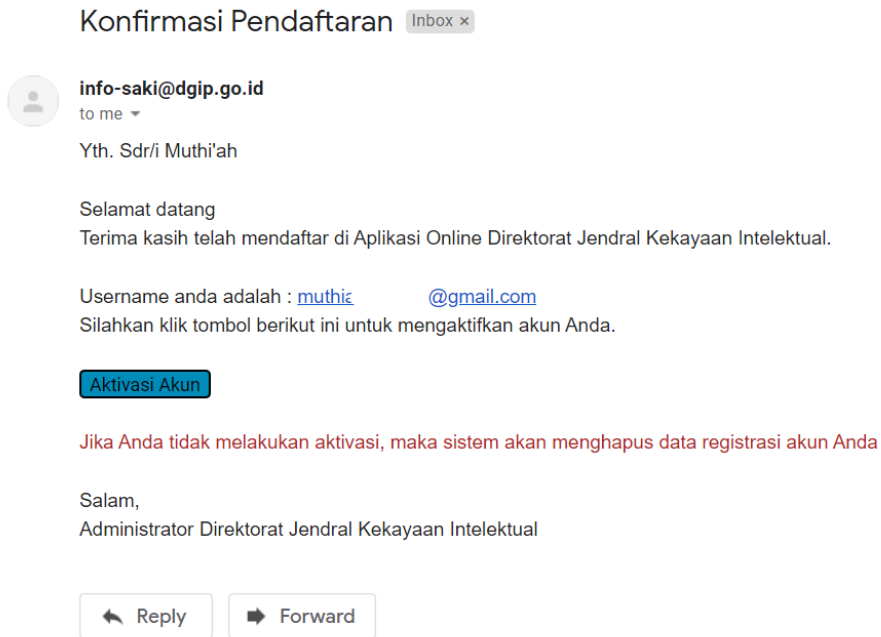 Konfirmasi Pendaftaran Inbox ×
info-saki@dgip.go.id
to me
Yth. Sdr/i Muthi'ah
Selamat datang
Terima kasih telah mendaftar di Aplikasi Online Direktorat Jendral Kekayaan Intelektual.
Username anda adalah : muthia @gmail.com
Silahkan klik tombol berikut ini untuk mengaktifkan akun Anda.
Aktivasi Akun
Jika Anda tidak melakukan aktivasi, maka sistem akan menghapus data registrasi akun Anda
Salam,
Administrator Direktorat Jendral Kekayaan Intelektual
Reply Forward